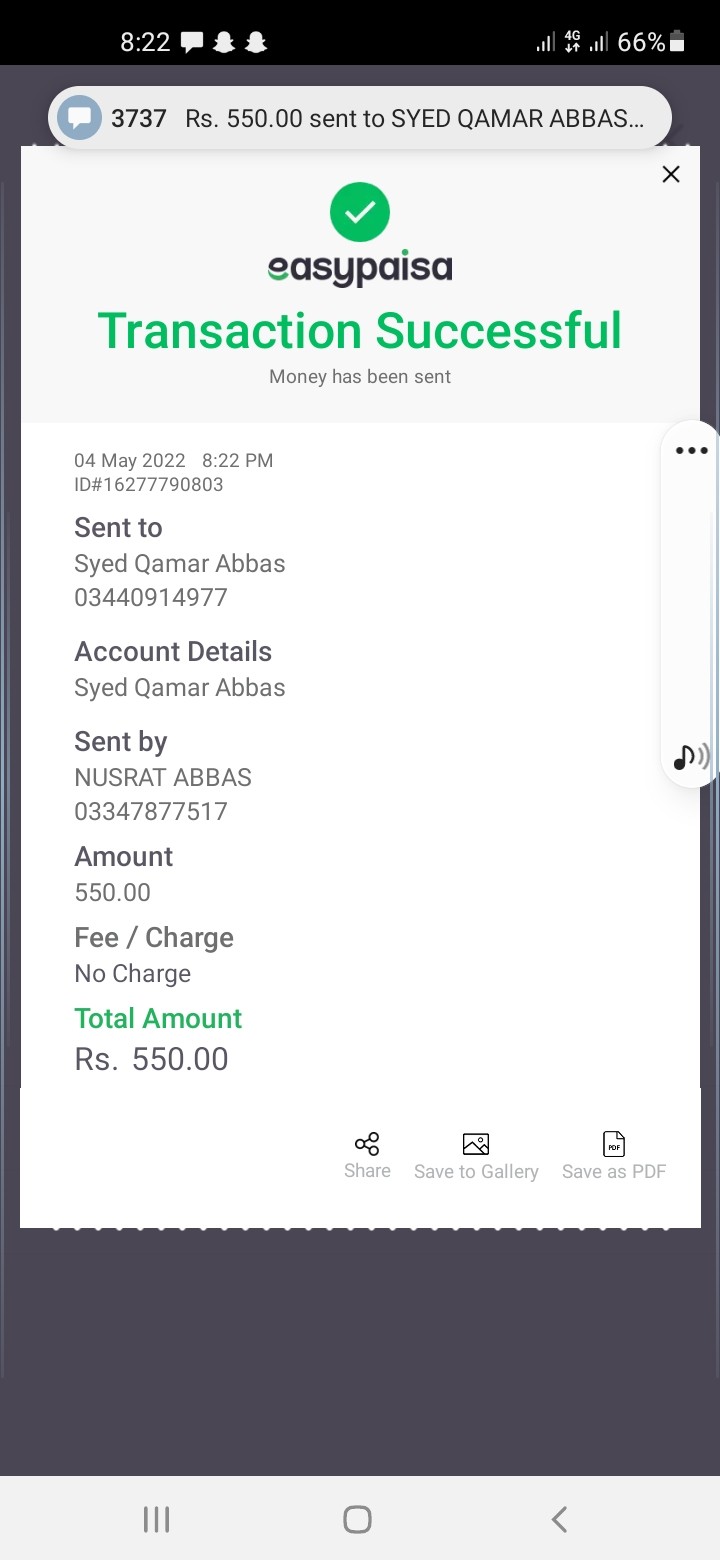 8:22 4G 66%
3737 Rs. 550.00 sent to SYED QAMAR ABBAS...
easypaisa
Transaction Successful
Money has been sent
04 May 2022 8:22 PM
ID#16277790803
Sent to
Syed Qamar Abbas
03440914977
Account Details
Syed Qamar Abbas
Sent by
NUSRAT ABBAS
03347877517
Amount
550.00
Fee / Charge
No Charge
Total Amount
Rs. 550.00
PDF
Share Save to Gallery Save as PDF